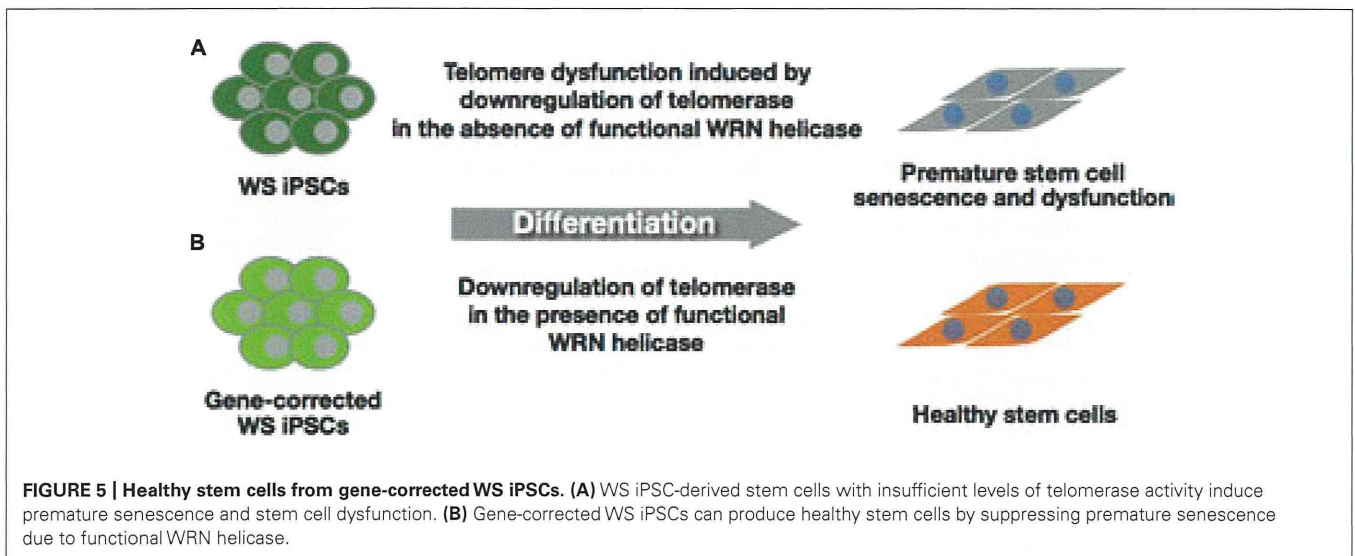 A
Telomere dysfunction induced by
downregulation of telomerase
in the absence of functional WRN helicase
WS iPSCs
Premature stem cell
senescence and dysfunction
Differentiation
B
Downregulation of telomerase
in the presence of functional
WRN helicase
Gene-corrected
WS iPSCs
Healthy stem cells
FIGURE 5 | Healthy stem cells from gene-corrected WS iPSCs. (A) WS iPSC-derived stem cells with insufficient levels of telomerase activity induce
premature senescence and stem cell dysfunction. (B) Gene-corrected WS iPSCs can produce healthy stem cells by suppressing premature senescence
due to functional WRN helicase.